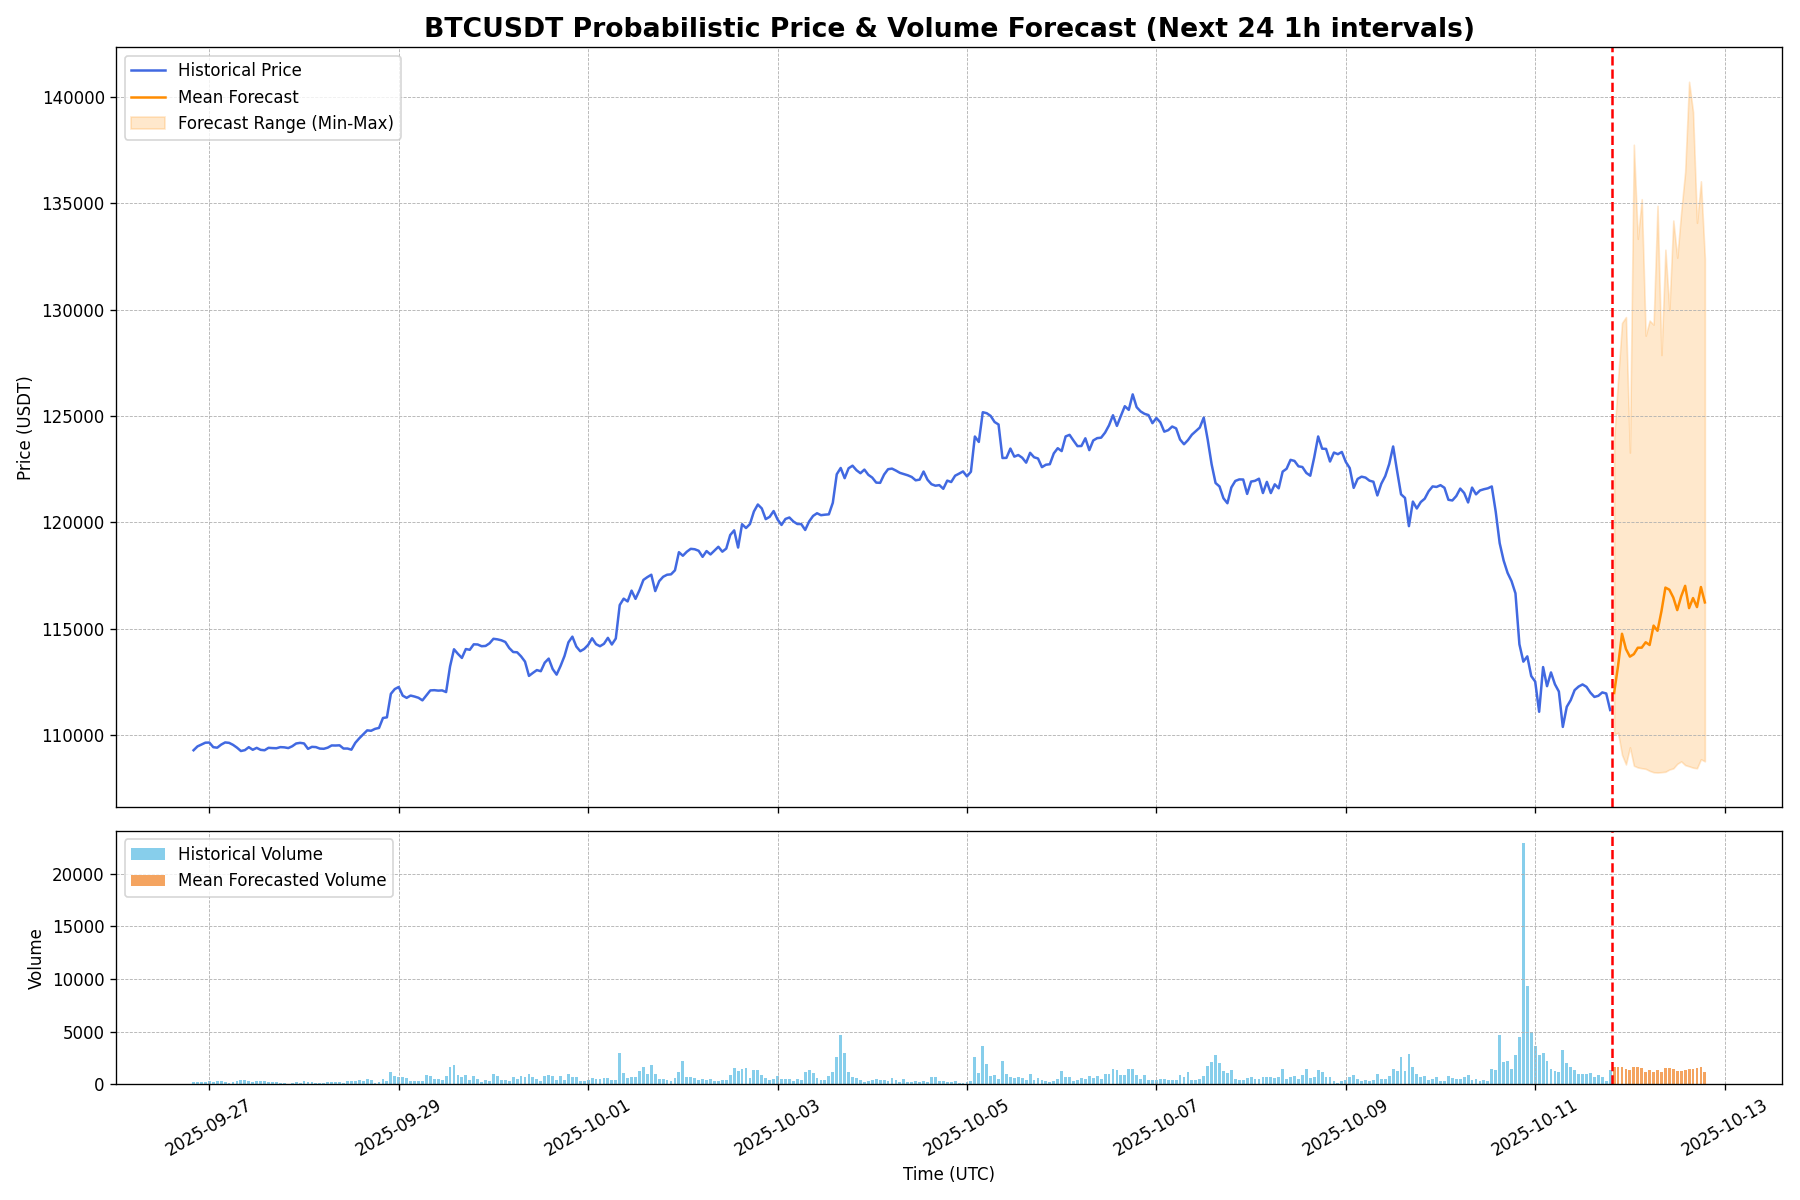 BTCUSDT Probabilistic Price & Volume Forecast (Next 24 1h intervals)
Historical Price
Mean Forecast
Forecast Range (Min-Max)
140000
135000
130000
125000
120000
115000
110000
Price (USDT)
Historical Volume
Mean Forecasted Volume
20000
15000
10000
5000
0
Volume
2025-09-27
2025-09-29
2025-10-01
2025-10-03
2025-10-05
2025-10-07
2025-10-09
2025-10-11
2025-10-13
Time (UTC)